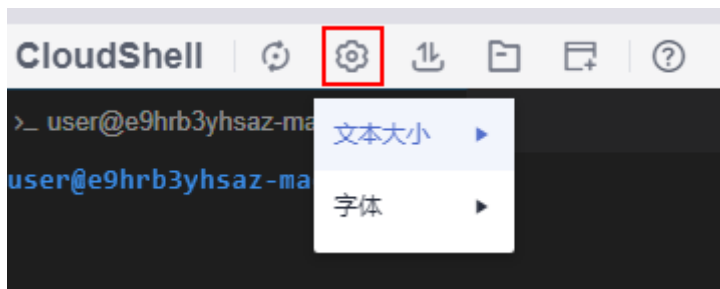 CloudShell
>_ user@e9hrb3yhsaz-ma
user@e9hrb3yhsaz-ma
文本大小
字体